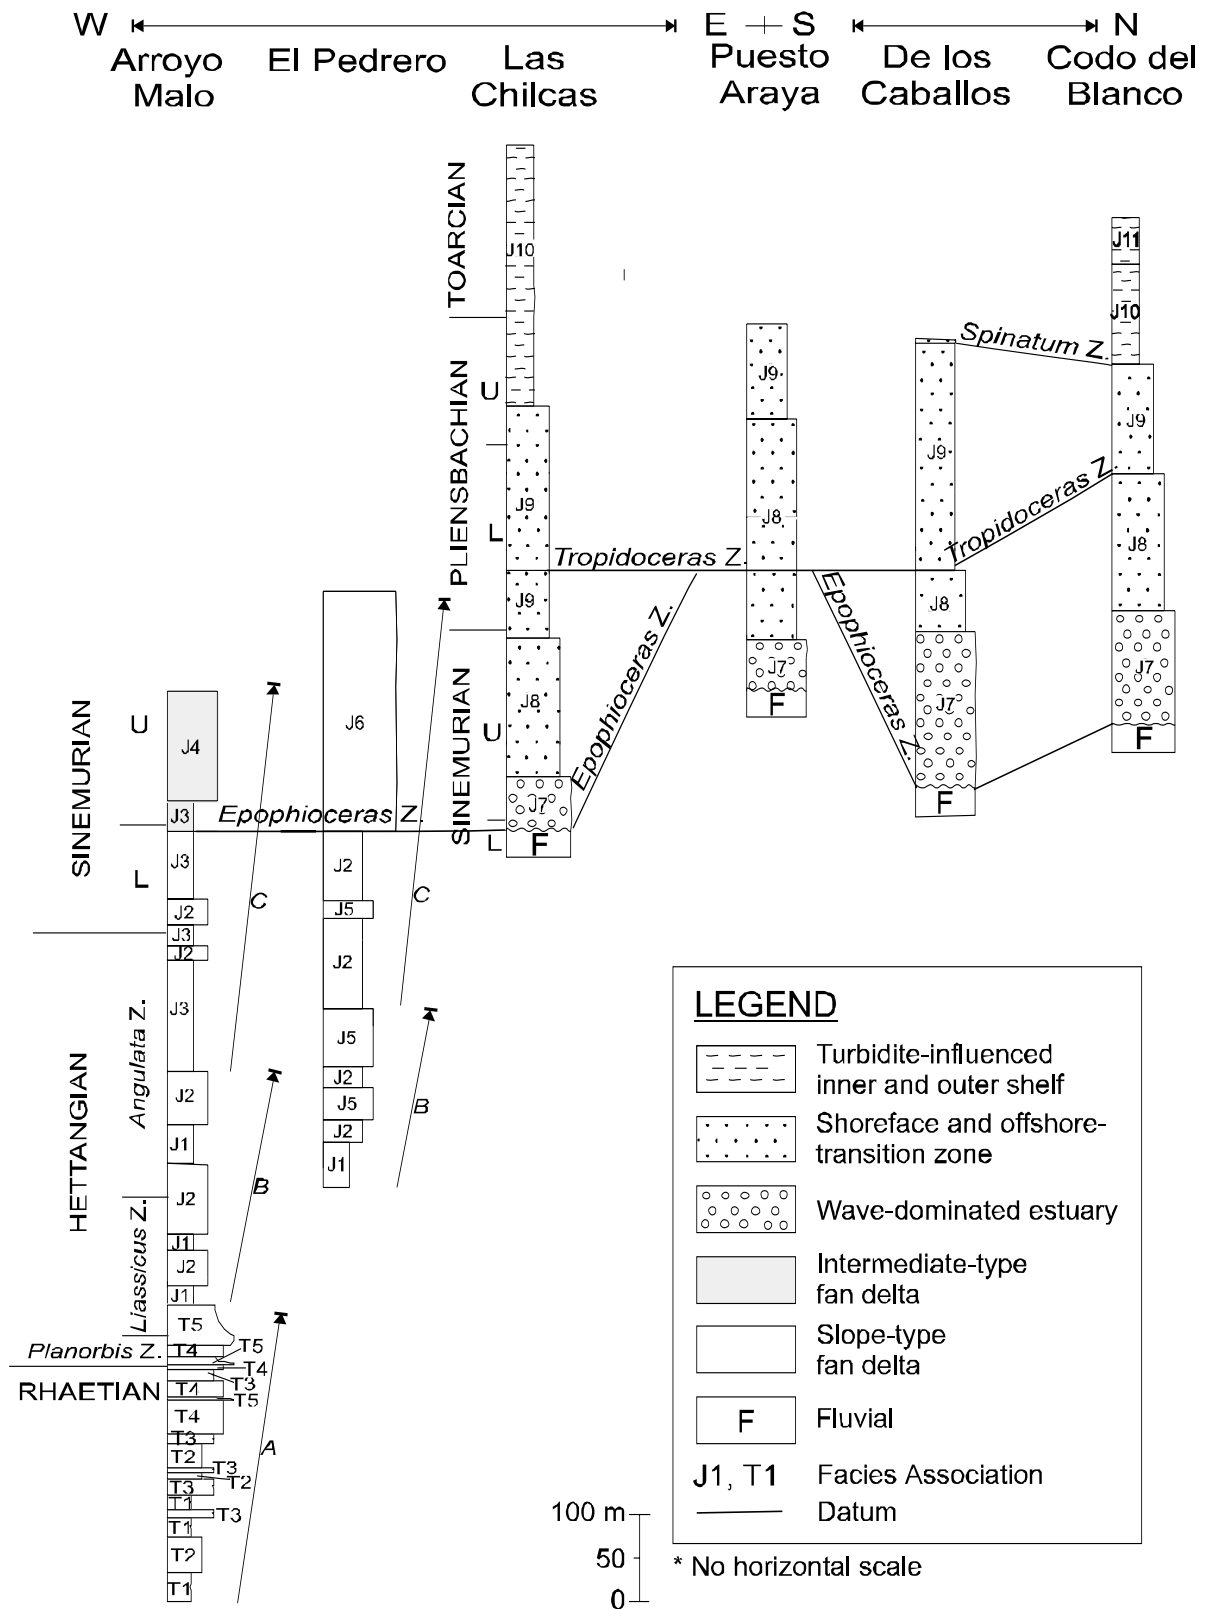 W E S N
Arroyo
Malo
El Pedrero
Las
Chilcas
Puesto
Araya
De los
Caballos
Codo del
Blanco
TOARCIAN
PLIENSBACHIAN
U
L
SINEMURIAN
U
L
SINEMURIAN
U
L
HETTANGIAN
Angulata Z.
Liassicus Z.
Planorbis Z.
RHAETIAN
J4
J3
Epophioceras Z.
J3
J2
J3
J2
J3
J2
J1
J2
J1
J2
J1
T5
T4
T5
T4
T3
T4
T5
T4
T3
T2
T3
T2
T3
T1
T3
T1
T2
T1
C
B
A
J6
J2
J5
J2
J5
J2
J5
J2
J1
C
B
J10
J9
Tropidoceras Z.
J9
J8
J7
F
Epophioceras Z.
J9
J8
J7
F
Epophioceras Z.
J9
J8
J7
F
Spinatum Z.
Tropidoceras Z.
J11
J10
J9
J8
J7
F
LEGEND
Turbidite-influenced
inner and outer shelf
Shoreface and offshore-
transition zone
Wave-dominated estuary
Intermediate-type
fan delta
Slope-type
fan delta
F Fluvial
J1, T1 Facies Association
Datum
* No horizontal scale
100 m
50
0